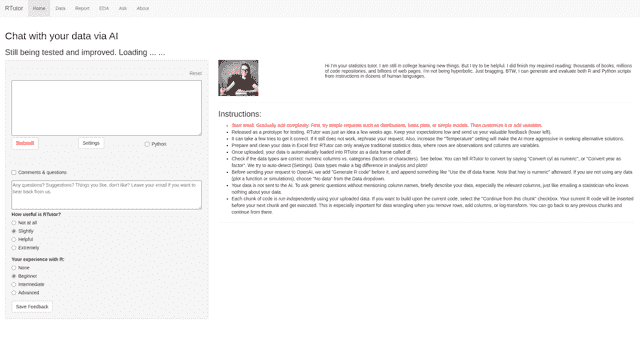 RTutor Home Data Report EDA Ask About
Chat with your data via AI
Still being tested and improved. Loading ... ...
Reset
Submit
Settings
Python
Comments & questions
Any questions? Suggestions? Things you like, don't like? Leave your email if you want to
hear back from us.
How useful is RTutor?
Not at all
Slightly
Helpful
Extremely
Your experience with R:
None
Beginner
Intermediate
Advanced
Save Feedback
Hi I'm your statistics tutor. I am still in college learning new things. But I try to be helpful. I did finish my required reading: thousands of books, millions
of code repositories, and billions of web pages. I'm not being hyperbolic. Just bragging. BTW, I can generate and evaluate both R and Python scripts
from instructions in dozens of human languages.
Instructions:
Start small. Gradually add complexity. First, try simple requests such as distributions, basic plots, or simple models. Then customize it or add variables.
Released as a prototype for testing, RTutor was just an idea a few weeks ago. Keep your expectations low and send us your valuable feedback (lower left).
It can take a few tries to get it correct. If it still does not work, rephrase your request. Also, increase the "Temperature" setting will make the AI more aggressive in seeking alternative solutions.
Prepare and clean your data in Excel first! RTutor can only analyze traditional statistics data, where rows are observations and columns are variables.
Once uploaded, your data is automatically loaded into RTutor as a data frame called df.
Check if the data types are correct: numeric columns vs. categories (factors or characters). See below. You can tell RTutor to convert by saying "Convert cyl as numeric", or "Convert year as
factor". We try to auto-detect (Settings). Data types make a big difference in analysis and plots!
Before sending your request to OpenAI, we add "Generate R code" before it, and append something like "Use the df data frame. Note that hwy is numeric" afterward. If you are not using any data
(plot a function or simulations), choose "No data" from the Data dropdown.
Your data is not sent to the AI. To ask generic questions without mentioning column names, briefly describe your data, especially the relevant columns, just like emailing a statistician who knows
nothing about your data.
Each chunk of code is run independently using your uploaded data. If you want to build upon the current code, select the "Continue from this chunk" checkbox. Your current R code will be inserted
before your next chunk and get executed. This is especially important for data wrangling when you remove rows, add columns, or log-transform. You can go back to any previous chunks and
continue from there.